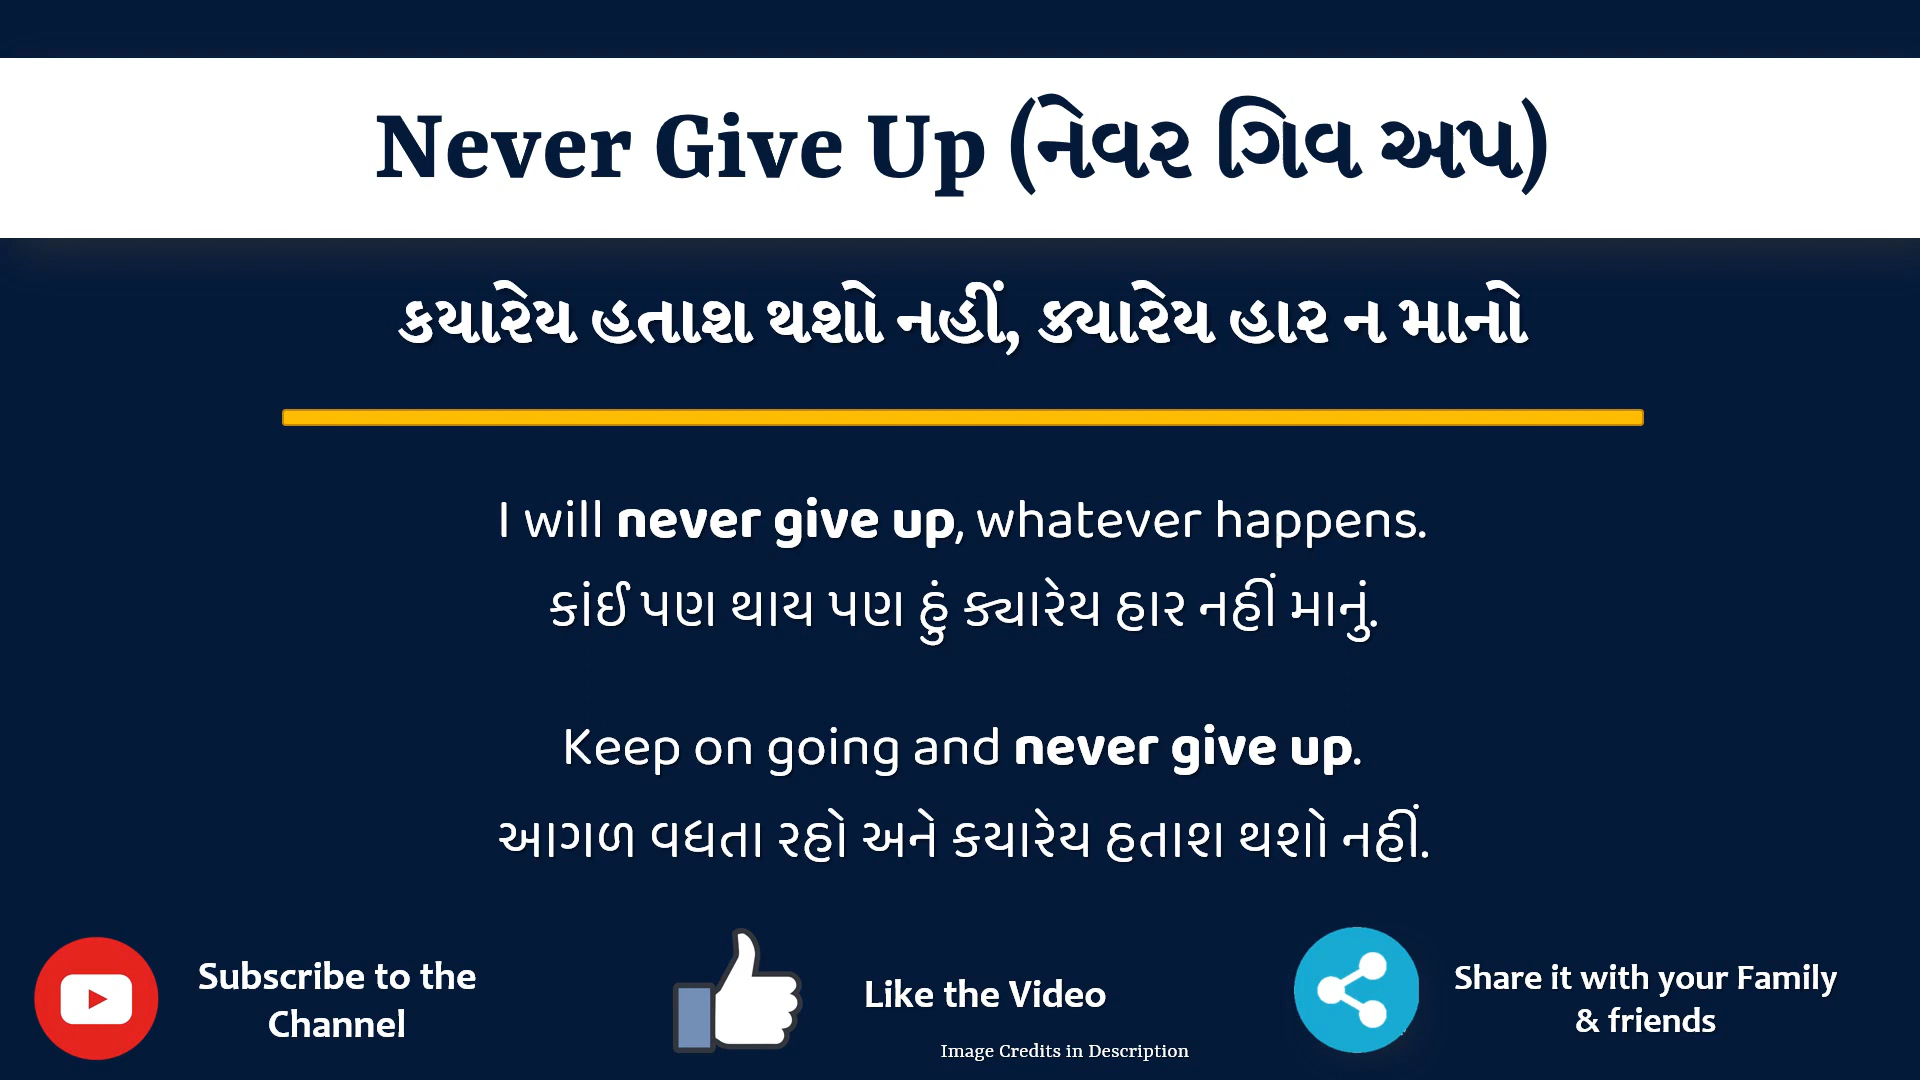 Never Give Up (નેવર ગિવ અપ)
કયારેય હતાશ થશો નહીં, ક્યારેય હાર ન માનો
I will never give up, whatever happens.
કાંઈ પણ થાય પણ હું ક્યારેય હાર નહીં માનું.
Keep on going and never give up.
આગળ વધતા રહો અને કયારેય હતાશ થશો નહીં.
Subscribe to the
Channel
Like the Video
Share it with your Family
& friends
Image Credits in Description